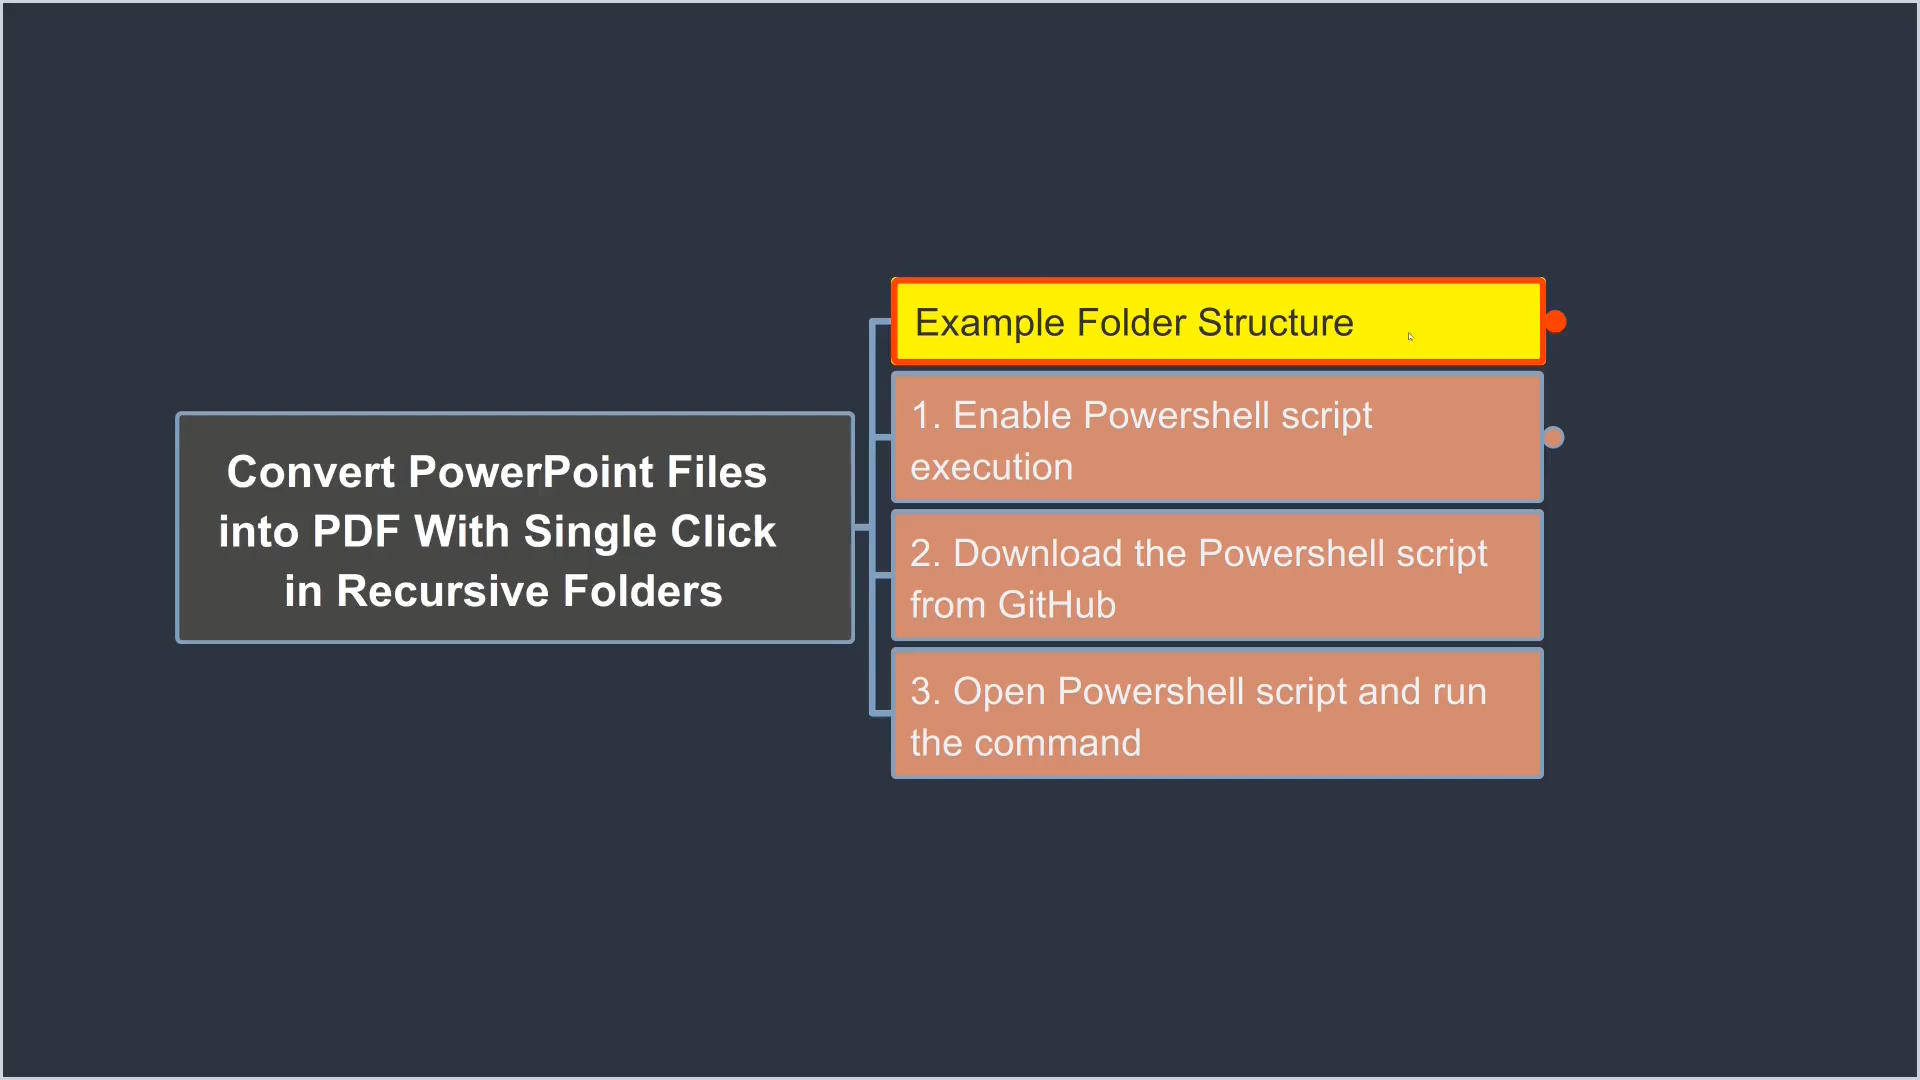 Convert PowerPoint Files
into PDF With Single Click
in Recursive Folders
Example Folder Structure
1. Enable Powershell script
execution
2. Download the Powershell script
from GitHub
3. Open Powershell script and run
the command